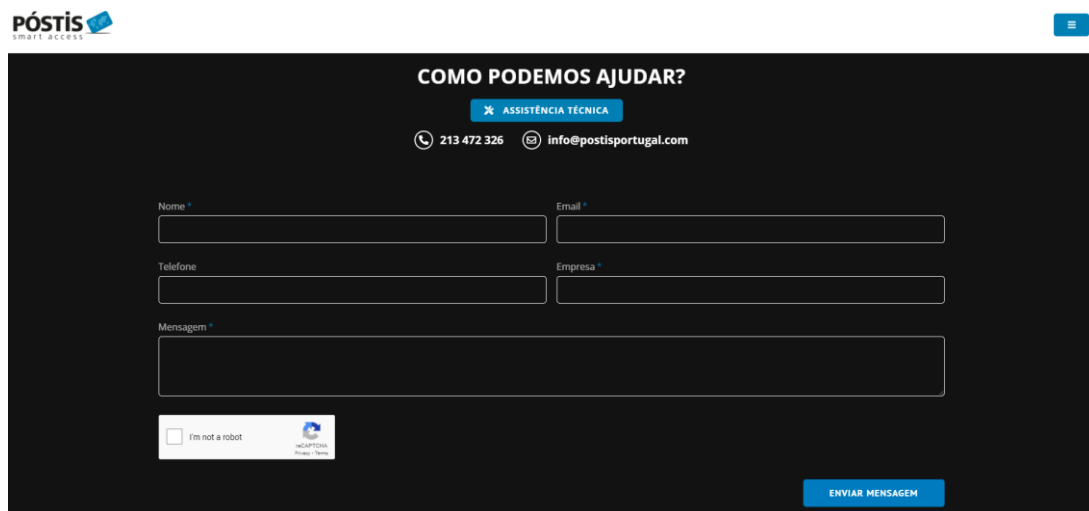 PÓSTİS
smart access
COMO PODEMOS AJUDAR?
ASSISTÊNCIA TÉCNICA
213 472 326 info@postisportugal.com
Nome * Email *
Telefone Empresa *
Mensagem *
I'm not a robot
reCAPTCHA
Privacy - Terms
ENVIAR MENSAGEM